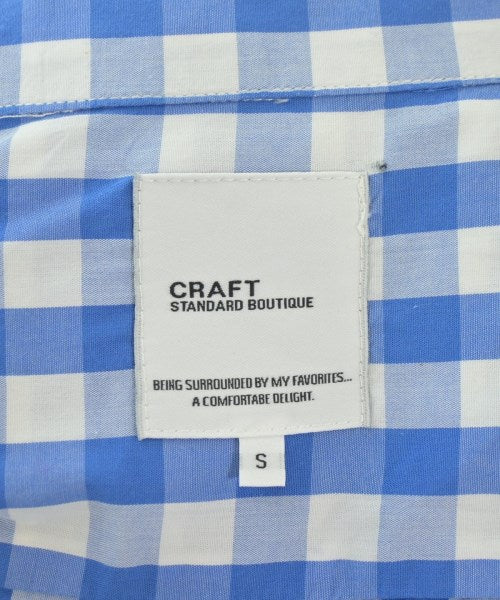 CRAFT
STANDARD BOUTIQUE
BEING SURROUNDED BY MY FAVORITES...
A COMFORTABE DELIGHT.
S